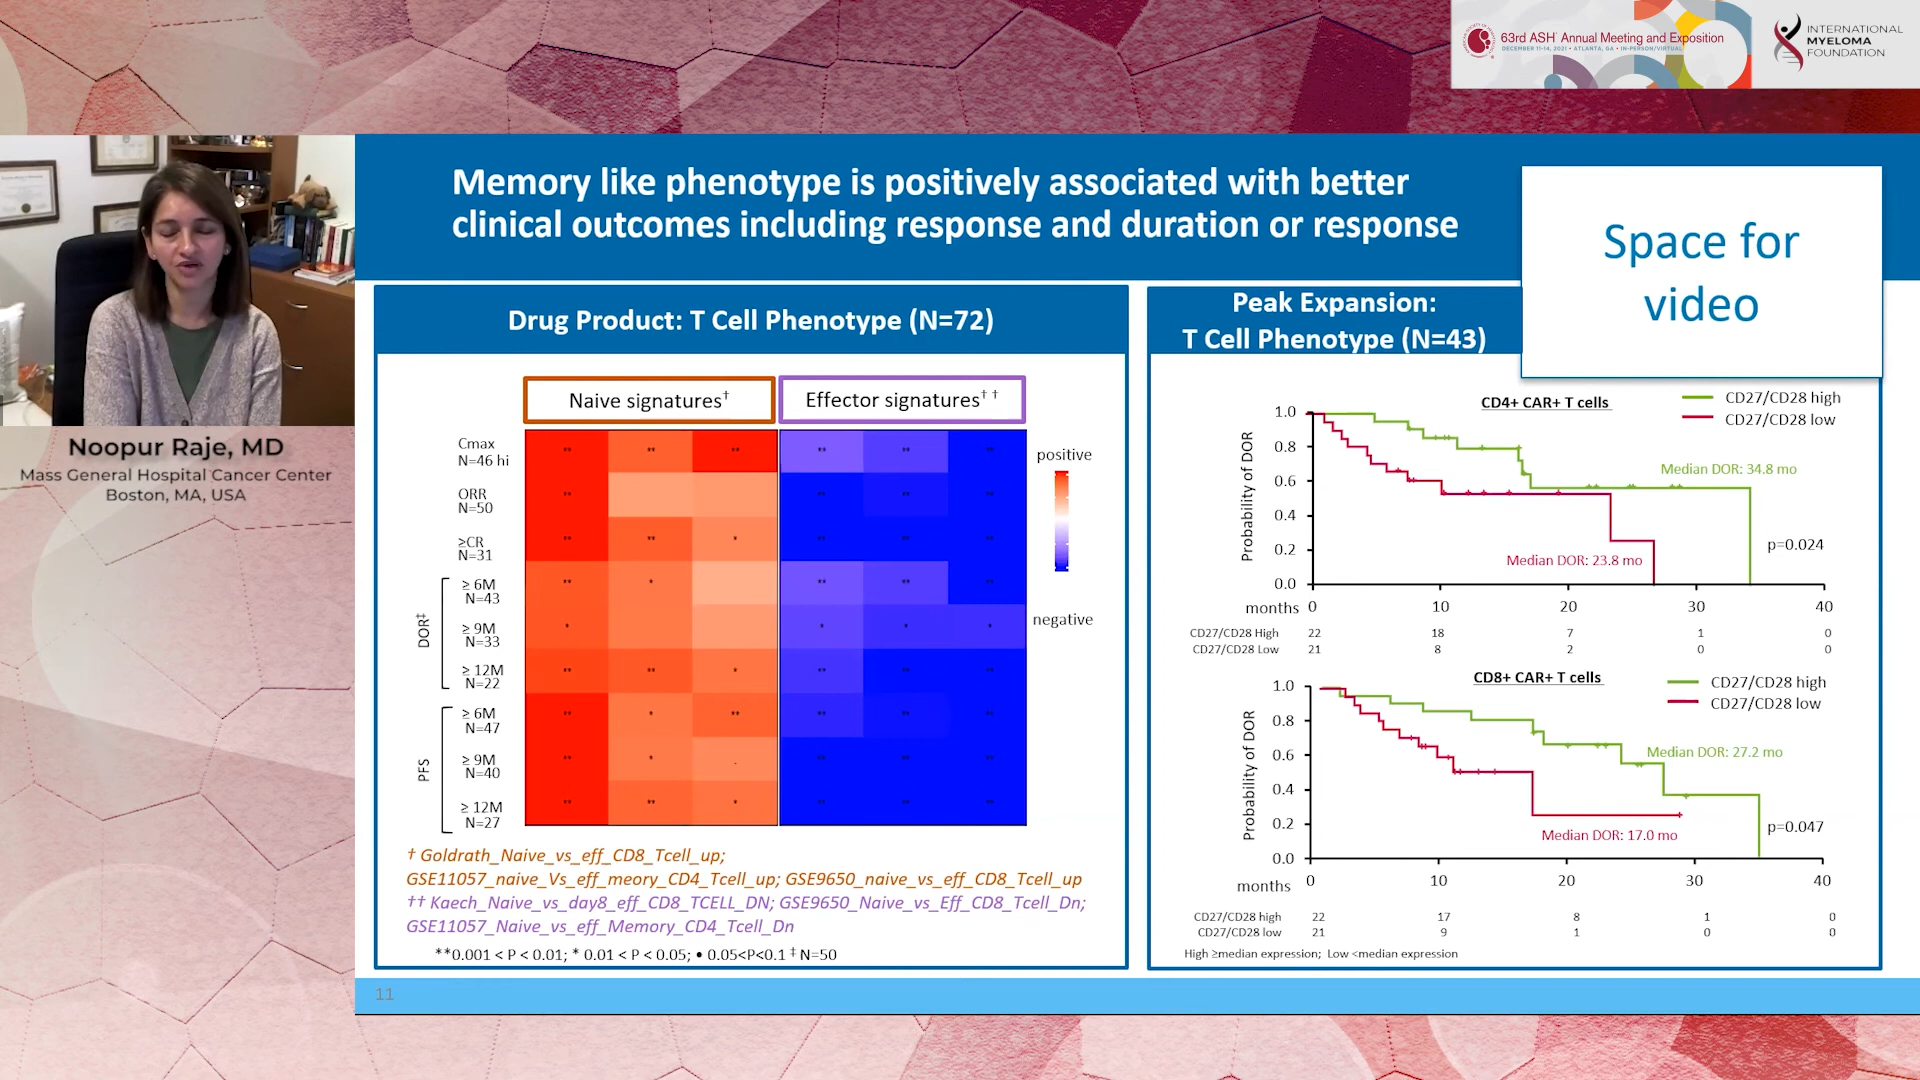 63rd ASH Annual Meeting and Exposition
DECEMBER 11-14, 2021 • ATLANTA, GA • IN-PERSON/VIRTUAL
INTERNATIONAL
MYELOMA
FOUNDATION
Memory like phenotype is positively associated with better
clinical outcomes including response and duration or response
Space for
video
Noopur Raje, MD
Mass General Hospital Cancer Center
Boston, MA, USA
Drug Product: T Cell Phenotype (N=72)
Naive signatures†
Effector signatures† †
Cmax
N=46 hi
ORR
N=50
≥CR
N=31
DOR‡
≥ 6M
N=43
≥ 9M
N=33
≥ 12M
N=22
PFS
≥ 6M
N=47
≥ 9M
N=40
≥ 12M
N=27
positive
negative
† Goldrath_Naive_vs_eff_CD8_Tcell_up;
GSE11057_naive_Vs_eff_meory_CD4_Tcell_up; GSE9650_naive_vs_eff_CD8_Tcell_up
†† Kaech_Naive_vs_day8_eff_CD8_TCELL_DN; GSE9650_Naive_vs_Eff_CD8_Tcell_Dn;
GSE11057_Naive_vs_eff_Memory_CD4_Tcell_Dn
**0.001 < P < 0.01; * 0.01 < P < 0.05; • 0.05<P<0.1 ‡ N=50
Peak Expansion:
T Cell Phenotype (N=43)
CD4+ CAR+ T cells
CD27/CD28 high
CD27/CD28 low
Probability of DOR
1.0
0.8
0.6
0.4
0.2
0.0
Median DOR: 34.8 mo
Median DOR: 23.8 mo
p=0.024
months 0 10 20 30 40
CD27/CD28 High 22 18 7 1 0
CD27/CD28 Low 21 8 2 0 0
CD8+ CAR+ T cells
CD27/CD28 high
CD27/CD28 low
Probability of DOR
1.0
0.8
0.6
0.4
0.2
0.0
Median DOR: 27.2 mo
Median DOR: 17.0 mo
p=0.047
months 0 10 20 30 40
CD27/CD28 high 22 17 8 1 0
CD27/CD28 low 21 9 1 0 0
High ≥median expression; Low <median expression
11